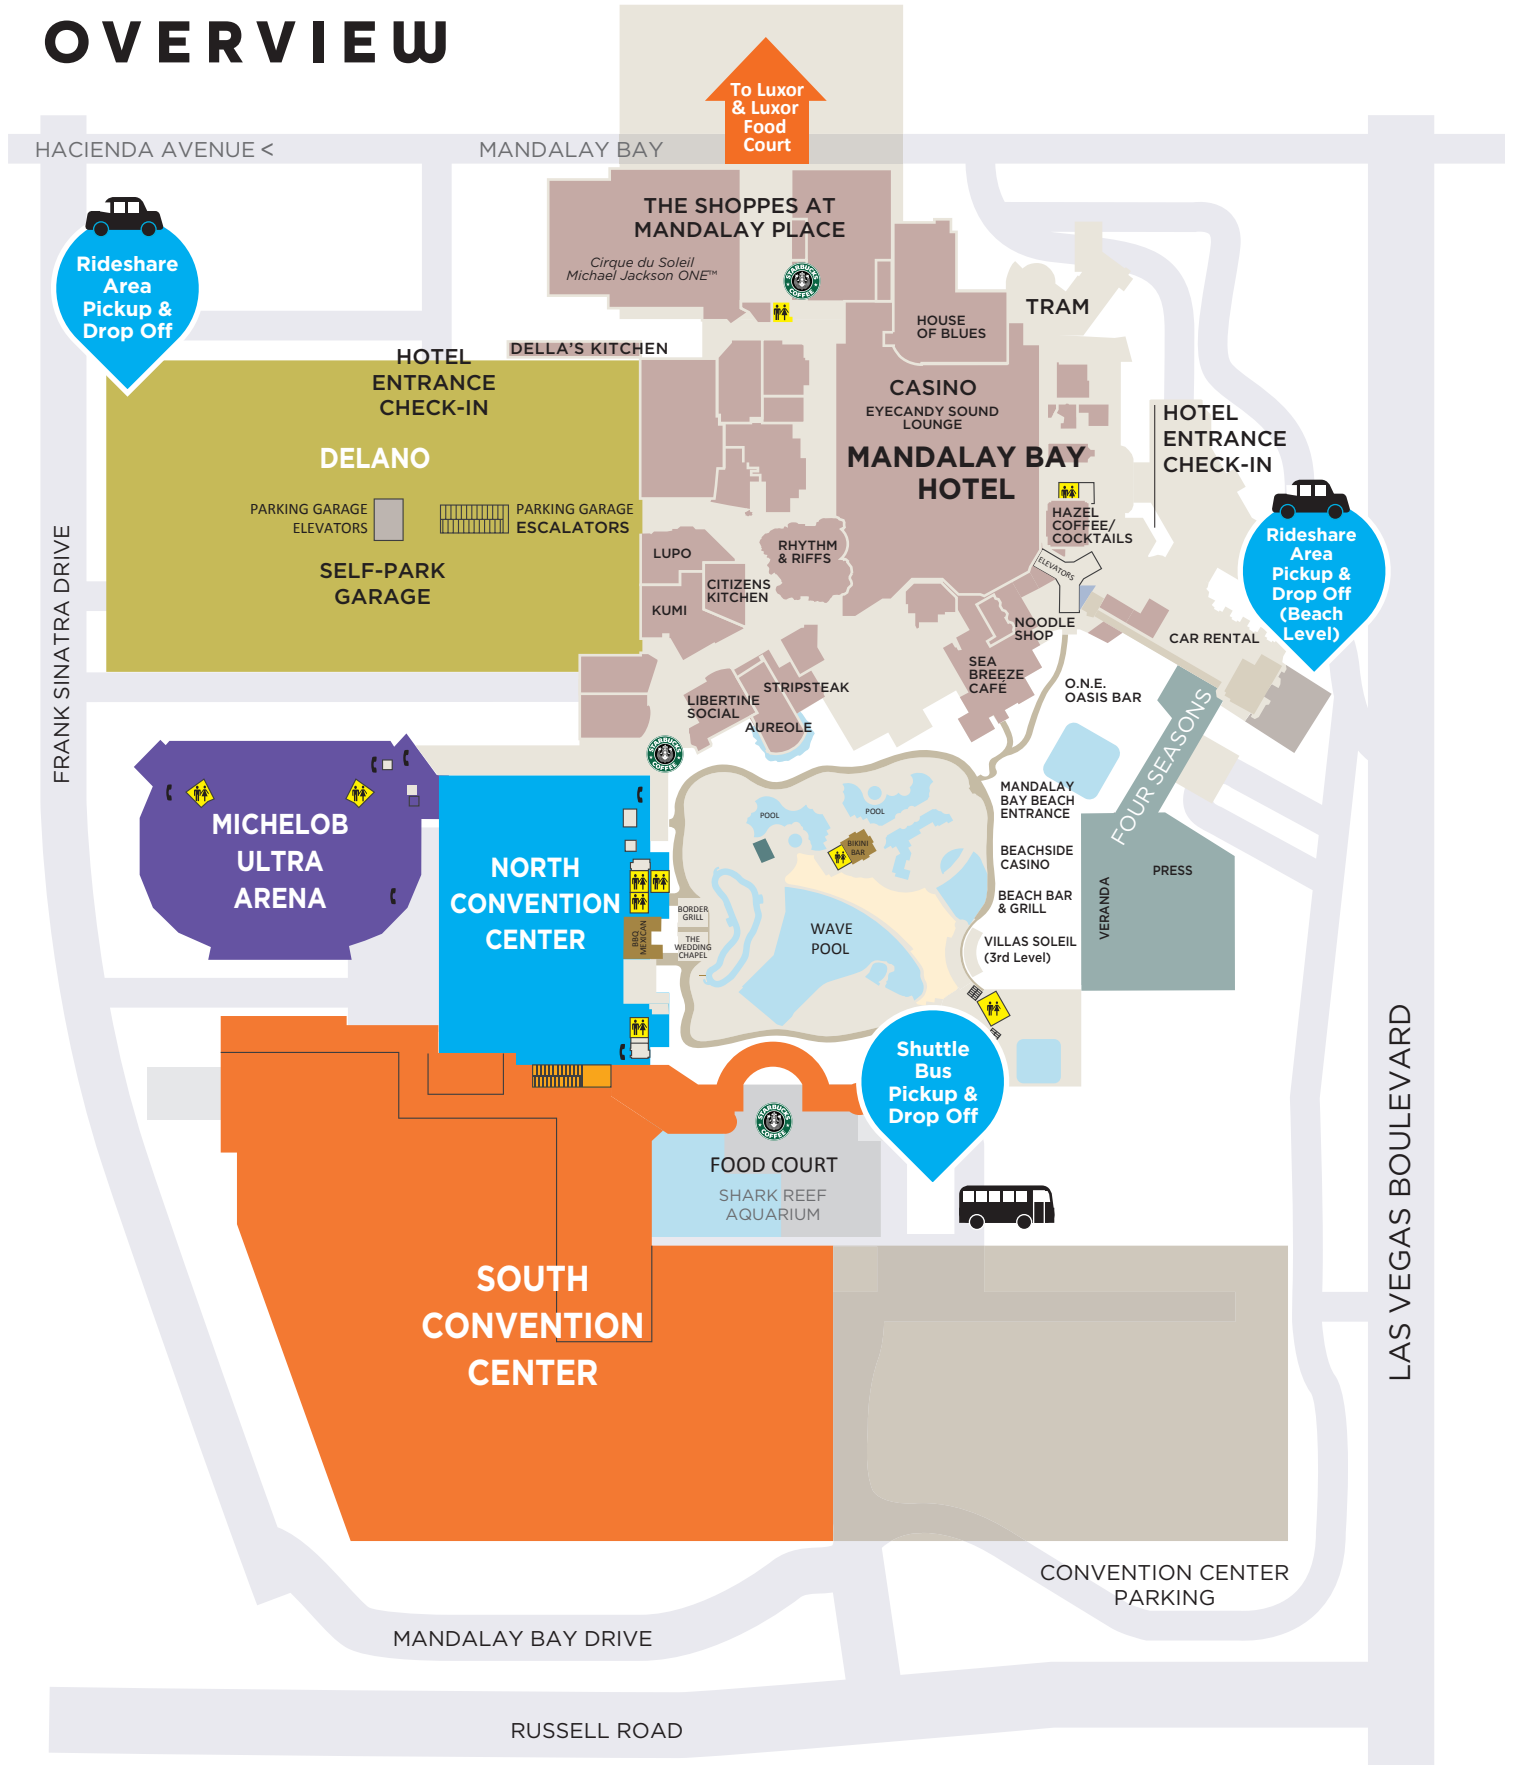 OVERVIEW
To Luxor
& Luxor
Food
Court
HACIENDA AVENUE <
MANDALAY BAY
THE SHOPPES AT
MANDALAY PLACE
Cirque du Soleil
Michael Jackson ONE™
STARBUCKS
COFFEE
Rideshare
Area
Pickup &
Drop Off
TRAM
HOUSE
OF BLUES
DELLA'S KITCHEN
HOTEL
ENTRANCE
CHECK-IN
CASINO
EYECANDY SOUND
LOUNGE
MANDALAY BAY
HOTEL
HOTEL
ENTRANCE
CHECK-IN
DELANO
PARKING GARAGE
ELEVATORS
PARKING GARAGE
ESCALATORS
SELF-PARK
GARAGE
HAZEL
COFFEE/
COCKTAILS
ELEVATORS
Rideshare
Area
Pickup &
Drop Off
(Beach
Level)
LUPO
RHYTHM
& RIFFS
CITIZENS
KITCHEN
KUMI
NOODLE
SHOP
CAR RENTAL
SEA
BREEZE
CAFÉ
O.N.E.
OASIS BAR
STRIPSTEAK
LIBERTINE
SOCIAL
AUREOLE
STARBUCKS
COFFEE
FRANK SINATRA DRIVE
FOUR SEASONS
MICHELOB
ULTRA
ARENA
NORTH
CONVENTION
CENTER
POOL
POOL
BIKINI
BAR
MANDALAY
BAY BEACH
ENTRANCE
BEACHSIDE
CASINO
BEACH BAR
& GRILL
VERANDA
PRESS
BORDER
GRILL
THE
WEDDING
CHAPEL
BBQ
MEXICAN
WAVE
POOL
VILLAS SOLEIL
(3rd Level)
Shuttle
Bus
Pickup &
Drop Off
STARBUCKS
COFFEE
FOOD COURT
SHARK REEF
AQUARIUM
LAS VEGAS BOULEVARD
SOUTH
CONVENTION
CENTER
CONVENTION CENTER
PARKING
MANDALAY BAY DRIVE
RUSSELL ROAD